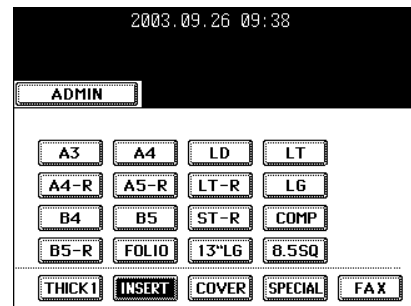 2003.09.26 09:38
ADMIN
A3 A4 LD LT
A4-R A5-R LT-R LG
B4 B5 ST-R COMP
B5-R FOLIO 13"LG 8.5SQ
THICK1 INSERT COVER SPECIAL FAX